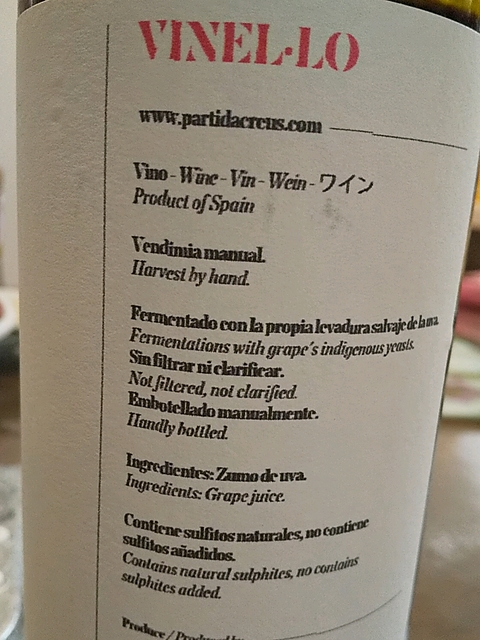 VINEL·LO
www.partidacreus.com
Vino - Wine - Vin - Wein - ワイン
Product of Spain
Vendimia manual.
Harvest by hand.
Fermentado con la propia levadura salvaje de la uva.
Fermentations with grape's indigenous yeasts.
Sin filtrar ni clarificar.
Not filtered, not clarified.
Embotellado manualmente.
Handly bottled.
Ingredientes: Zumo de uva.
Ingredients: Grape juice.
Contiene sulfitos naturales, no contiene
sulfitos añadidos.
Contains natural sulphites, no contains
sulphites added.
Produce / Produced by